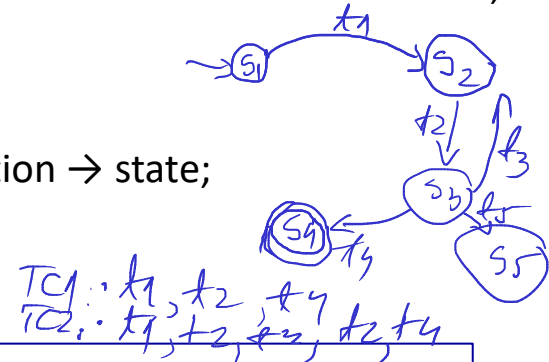 t1
S1
S2
t2
t3
tion → state;
S3
t5
S4
t4
S5
TC1: t1, t2, t4
TC2: t1, t2, t3, t2, t4